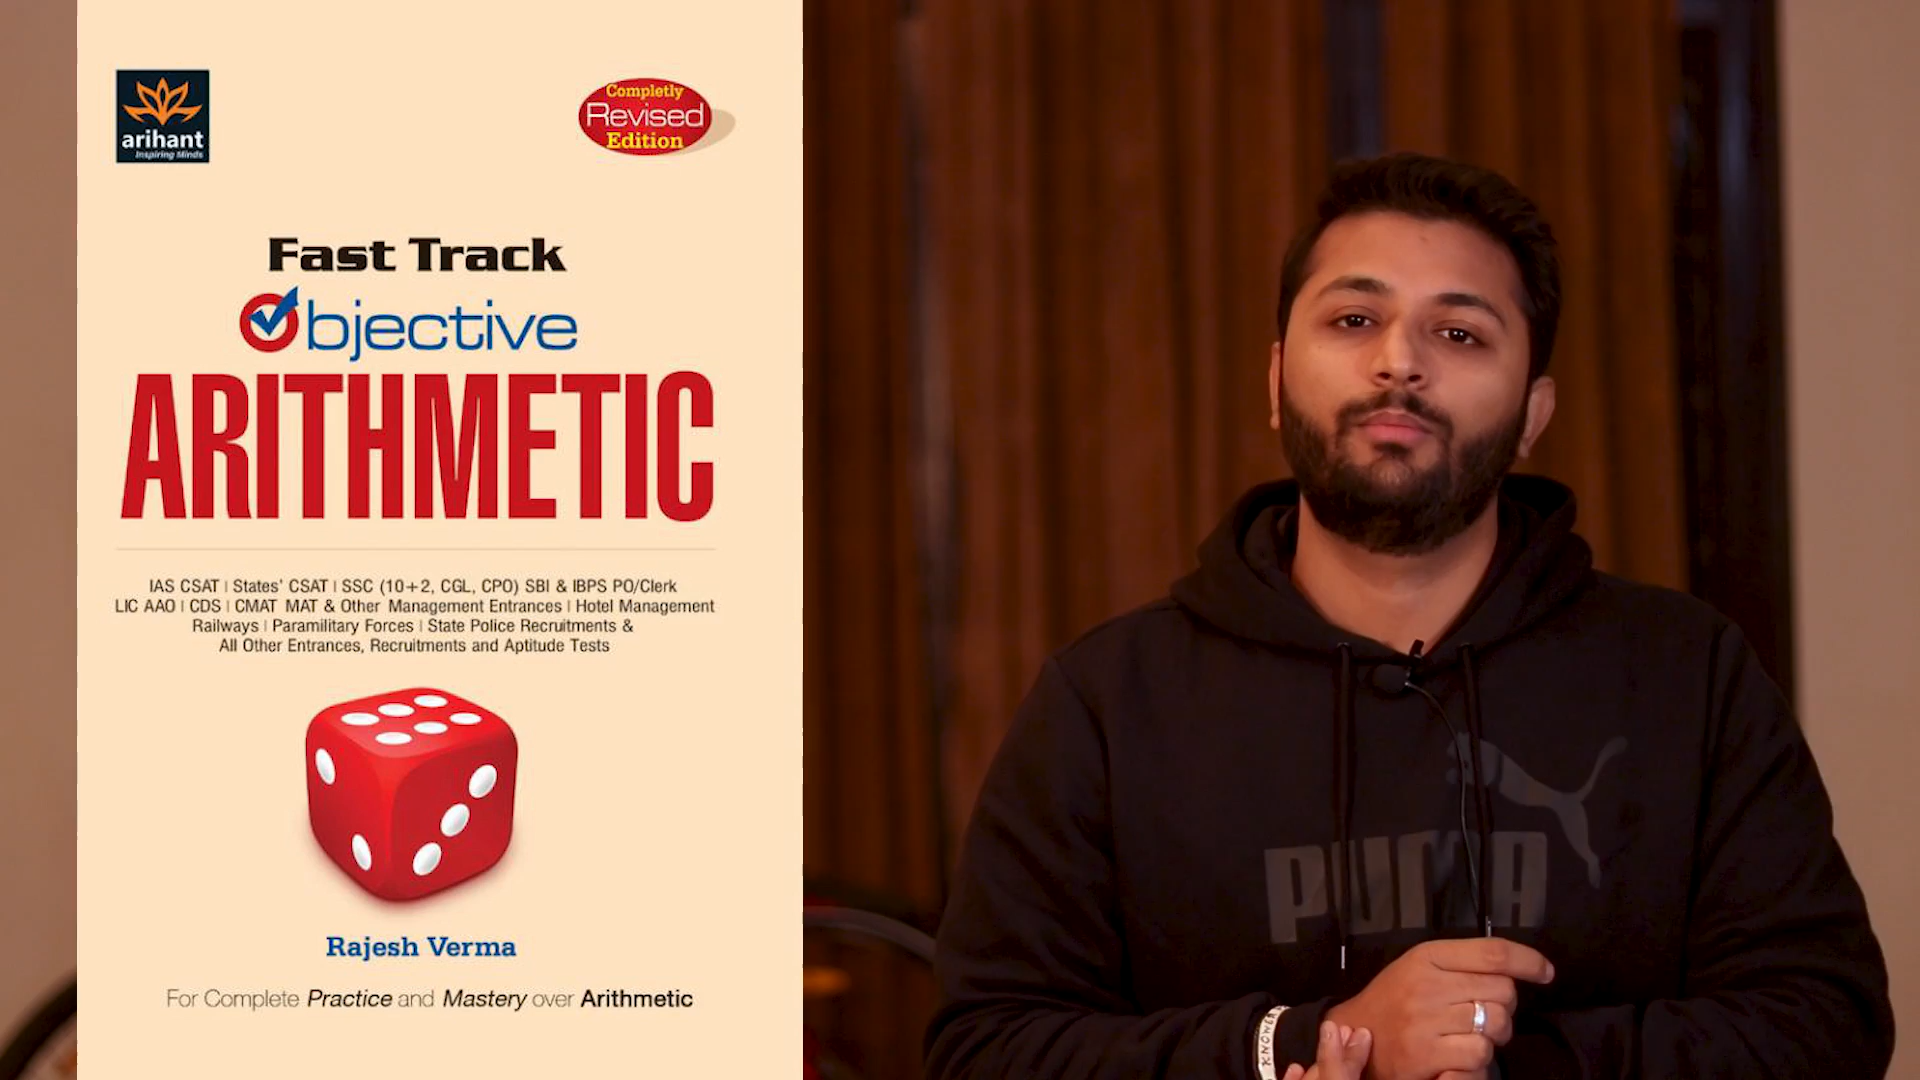 arihant
Inspiring Minds
Completly
Revised
Edition
Fast Track
Objective
ARITHMETIC
IAS CSAT | States' CSAT | SSC (10+2, CGL, CPO) SBI & IBPS PO/Clerk
LIC AAO | CDS | CMAT MAT & Other Management Entrances | Hotel Management
Railways | Paramilitary Forces | State Police Recruitments &
All Other Entrances, Recruitments and Aptitude Tests
Rajesh Verma
For Complete Practice and Mastery over Arithmetic
PUMA
KNOWER